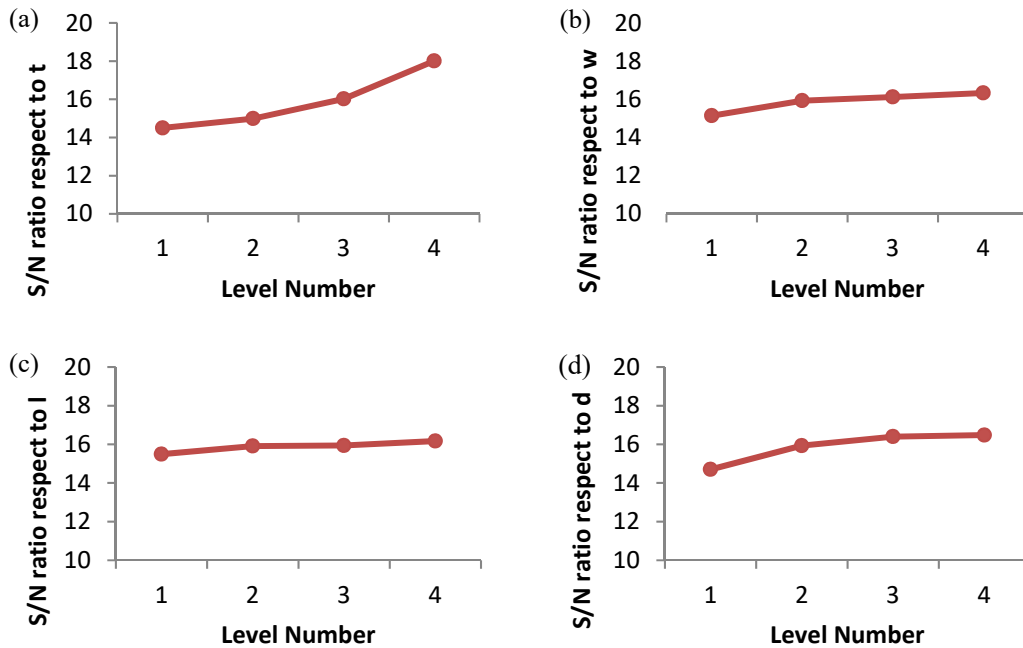 (a)
S/N ratio respect to t
20
18
16
14
12
10
1 2 3 4
Level Number
(b)
S/N ratio respect to w
20
18
16
14
12
10
1 2 3 4
Level Number
(c)
S/N ratio respect to l
20
18
16
14
12
10
1 2 3 4
Level Number
(d)
S/N ratio respect to d
20
18
16
14
12
10
1 2 3 4
Level Number